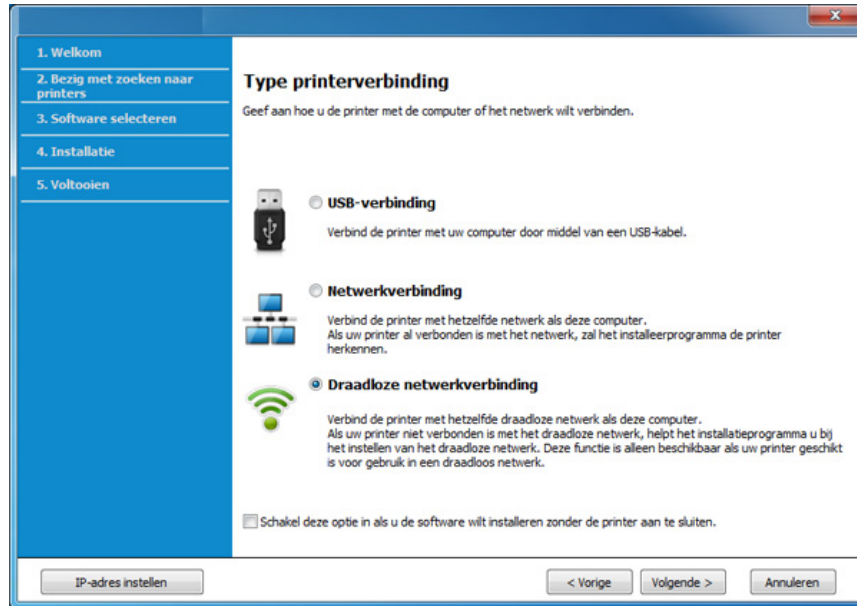 1. Welkom
2. Bezig met zoeken naar
printers
3. Software selecteren
4. Installatie
5. Voltooien
Type printerverbinding
Geef aan hoe u de printer met de computer of het netwerk wilt verbinden.
USB-verbinding
Verbind de printer met uw computer door middel van een USB-kabel.
Netwerkverbinding
Verbind de printer met hetzelfde netwerk als deze computer.
Als uw printer al verbonden is met het netwerk, zal het installeerprogramma de printer
herkennen.
Draadloze netwerkverbinding
Verbind de printer met hetzelfde draadloze netwerk als deze computer.
Als uw printer niet verbonden is met het draadloze netwerk, helpt het installatieprogramma u bij
het instellen van het draadloze netwerk. Deze functie is alleen beschikbaar als uw printer geschikt
is voor gebruik in een draadloos netwerk.
Schakel deze optie in als u de software wilt installeren zonder de printer aan te sluiten.
IP-adres instellen
< Vorige
Volgende >
Annuleren